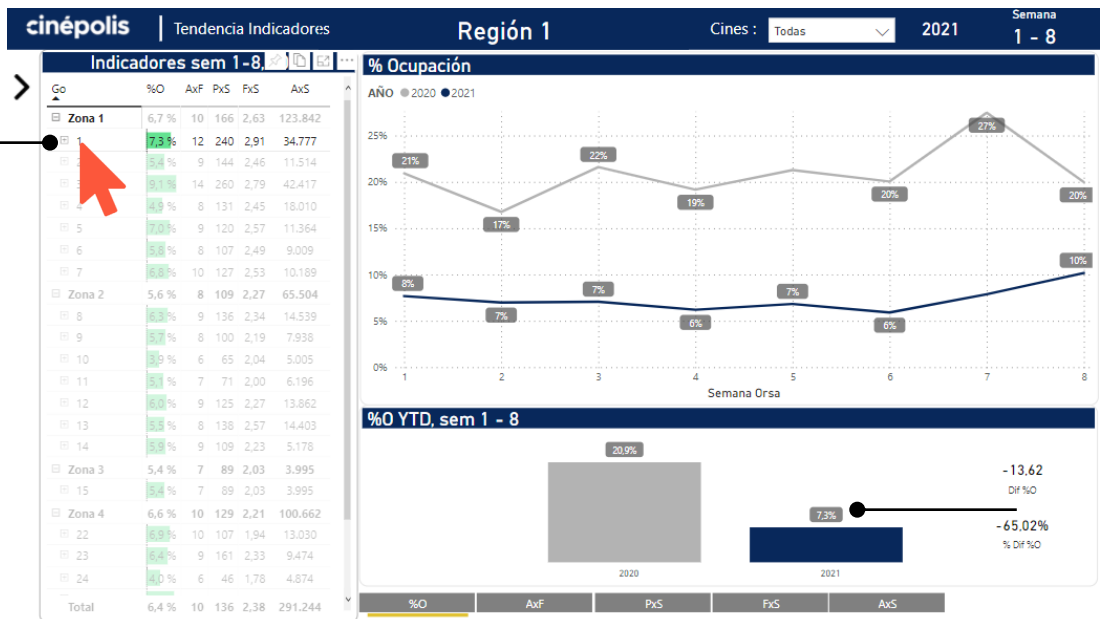 cinépolis
Tendencia Indicadores
Región 1
Cines : Todas
2021
Semana
1 - 8
Indicadores sem 1-8,
Go %O AxF PxS FxS AxS
Zona 1 6,7 % 10 166 2,63 123.842
1 7,3 % 12 240 2,91 34.777
5,4 % 9 144 2,46 11.514
9,1 % 14 260 2,79 42.417
4 4,9 % 8 131 2,45 18.010
5 7,0 % 9 120 2,57 11.364
6 5,8 % 8 107 2,49 9.009
7 6,8 % 10 127 2,53 10.189
Zona 2 5,6 % 8 109 2,27 65.504
8 6,3 % 9 136 2,34 14.539
9 5,7 % 8 100 2,19 7.938
10 3,9 % 6 65 2,04 5.005
11 5,1 % 7 71 2,00 6.196
12 6,0 % 9 125 2,27 13.862
13 5,5 % 8 138 2,57 14.403
14 5,9 % 9 109 2,23 5.178
Zona 3 5,4 % 7 89 2,03 3.995
15 5,4 % 7 89 2,03 3.995
Zona 4 6,6 % 10 129 2,21 100.662
22 6,9 % 10 107 1,94 13.030
23 6,4 % 9 161 2,33 9.474
24 4,0 % 6 46 1,78 4.874
Total 6,4 % 10 136 2,38 291.244
% Ocupación
AÑO 2020 2021
25%
20%
15%
10%
5%
0%
21% 17% 22% 19% 20% 27% 20%
8% 7% 7% 6% 7% 6% 10%
1 2 3 4 5 6 7 8
Semana Orsa
%O YTD, sem 1 - 8
20,9%
7,3%
2020 2021
-13,62
Dif %O
-65,02%
% Dif %O
%O AxF PxS FxS AxS